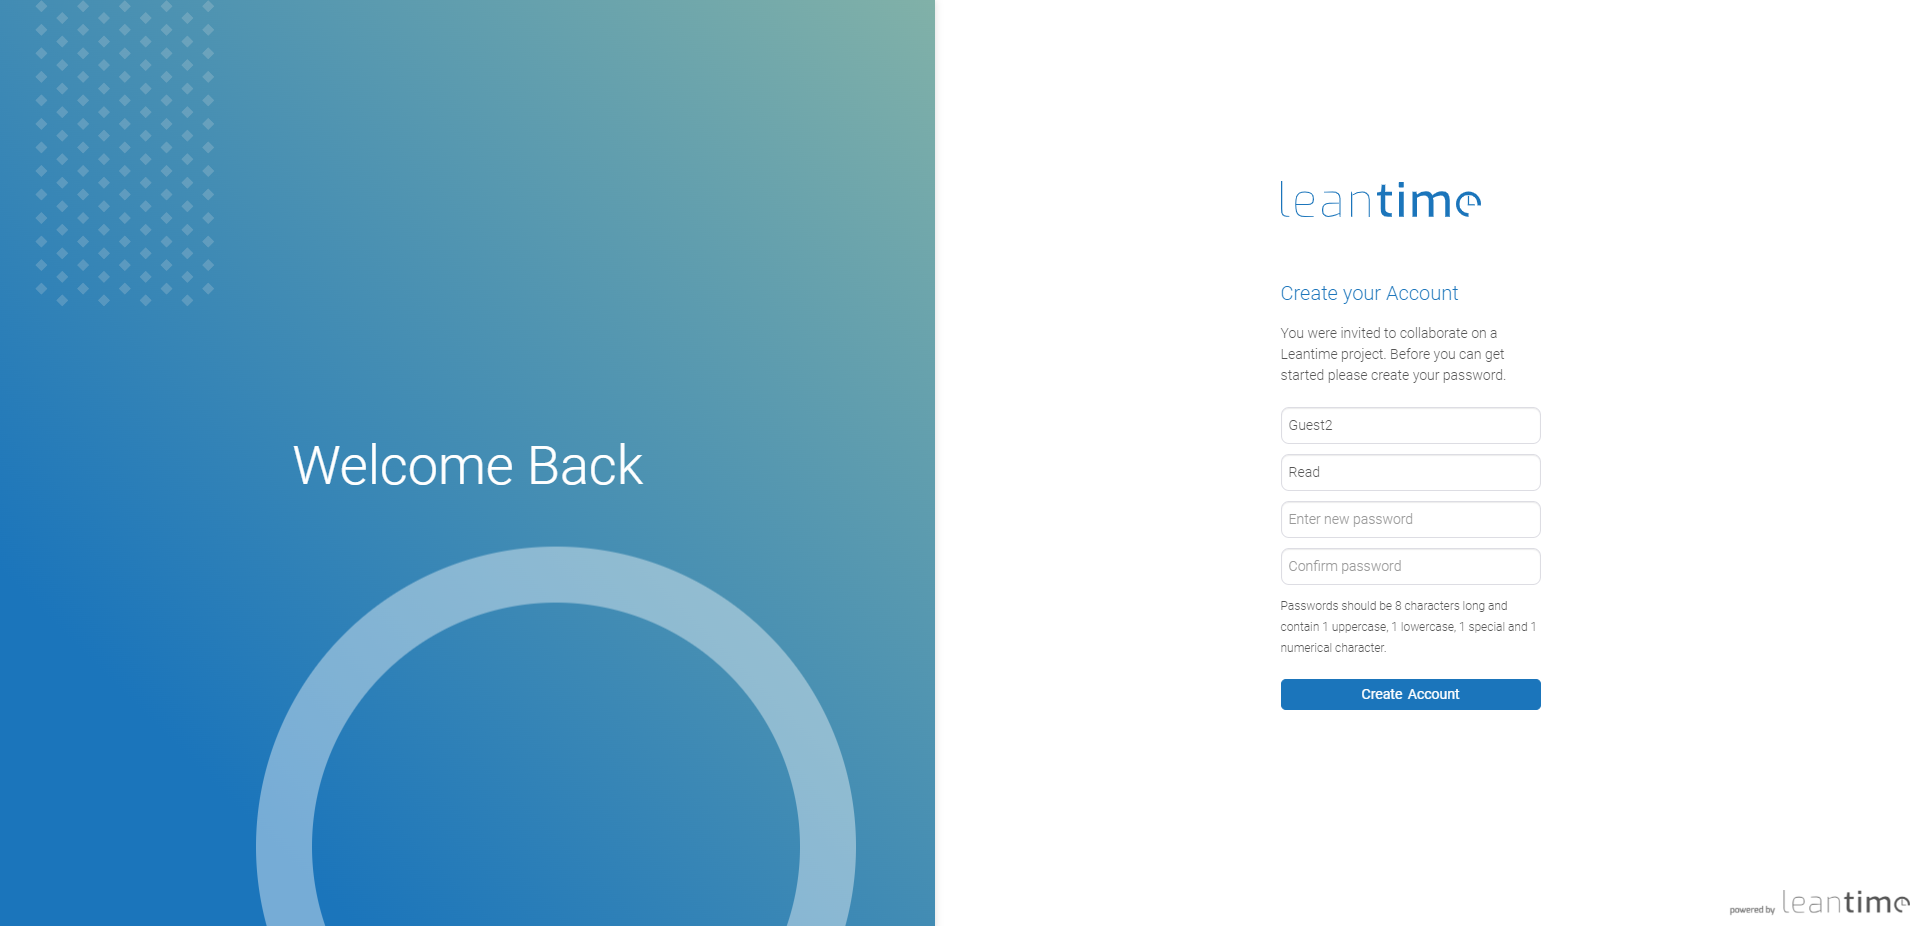 Welcome Back
leantime
Create your Account
You were invited to collaborate on a
Leantime project. Before you can get
started please create your password.
Guest2
Read
Enter new password
Confirm password
Passwords should be 8 characters long and
contain 1 uppercase, 1 lowercase, 1 special and 1
numerical character.
Create Account
powered by leantime